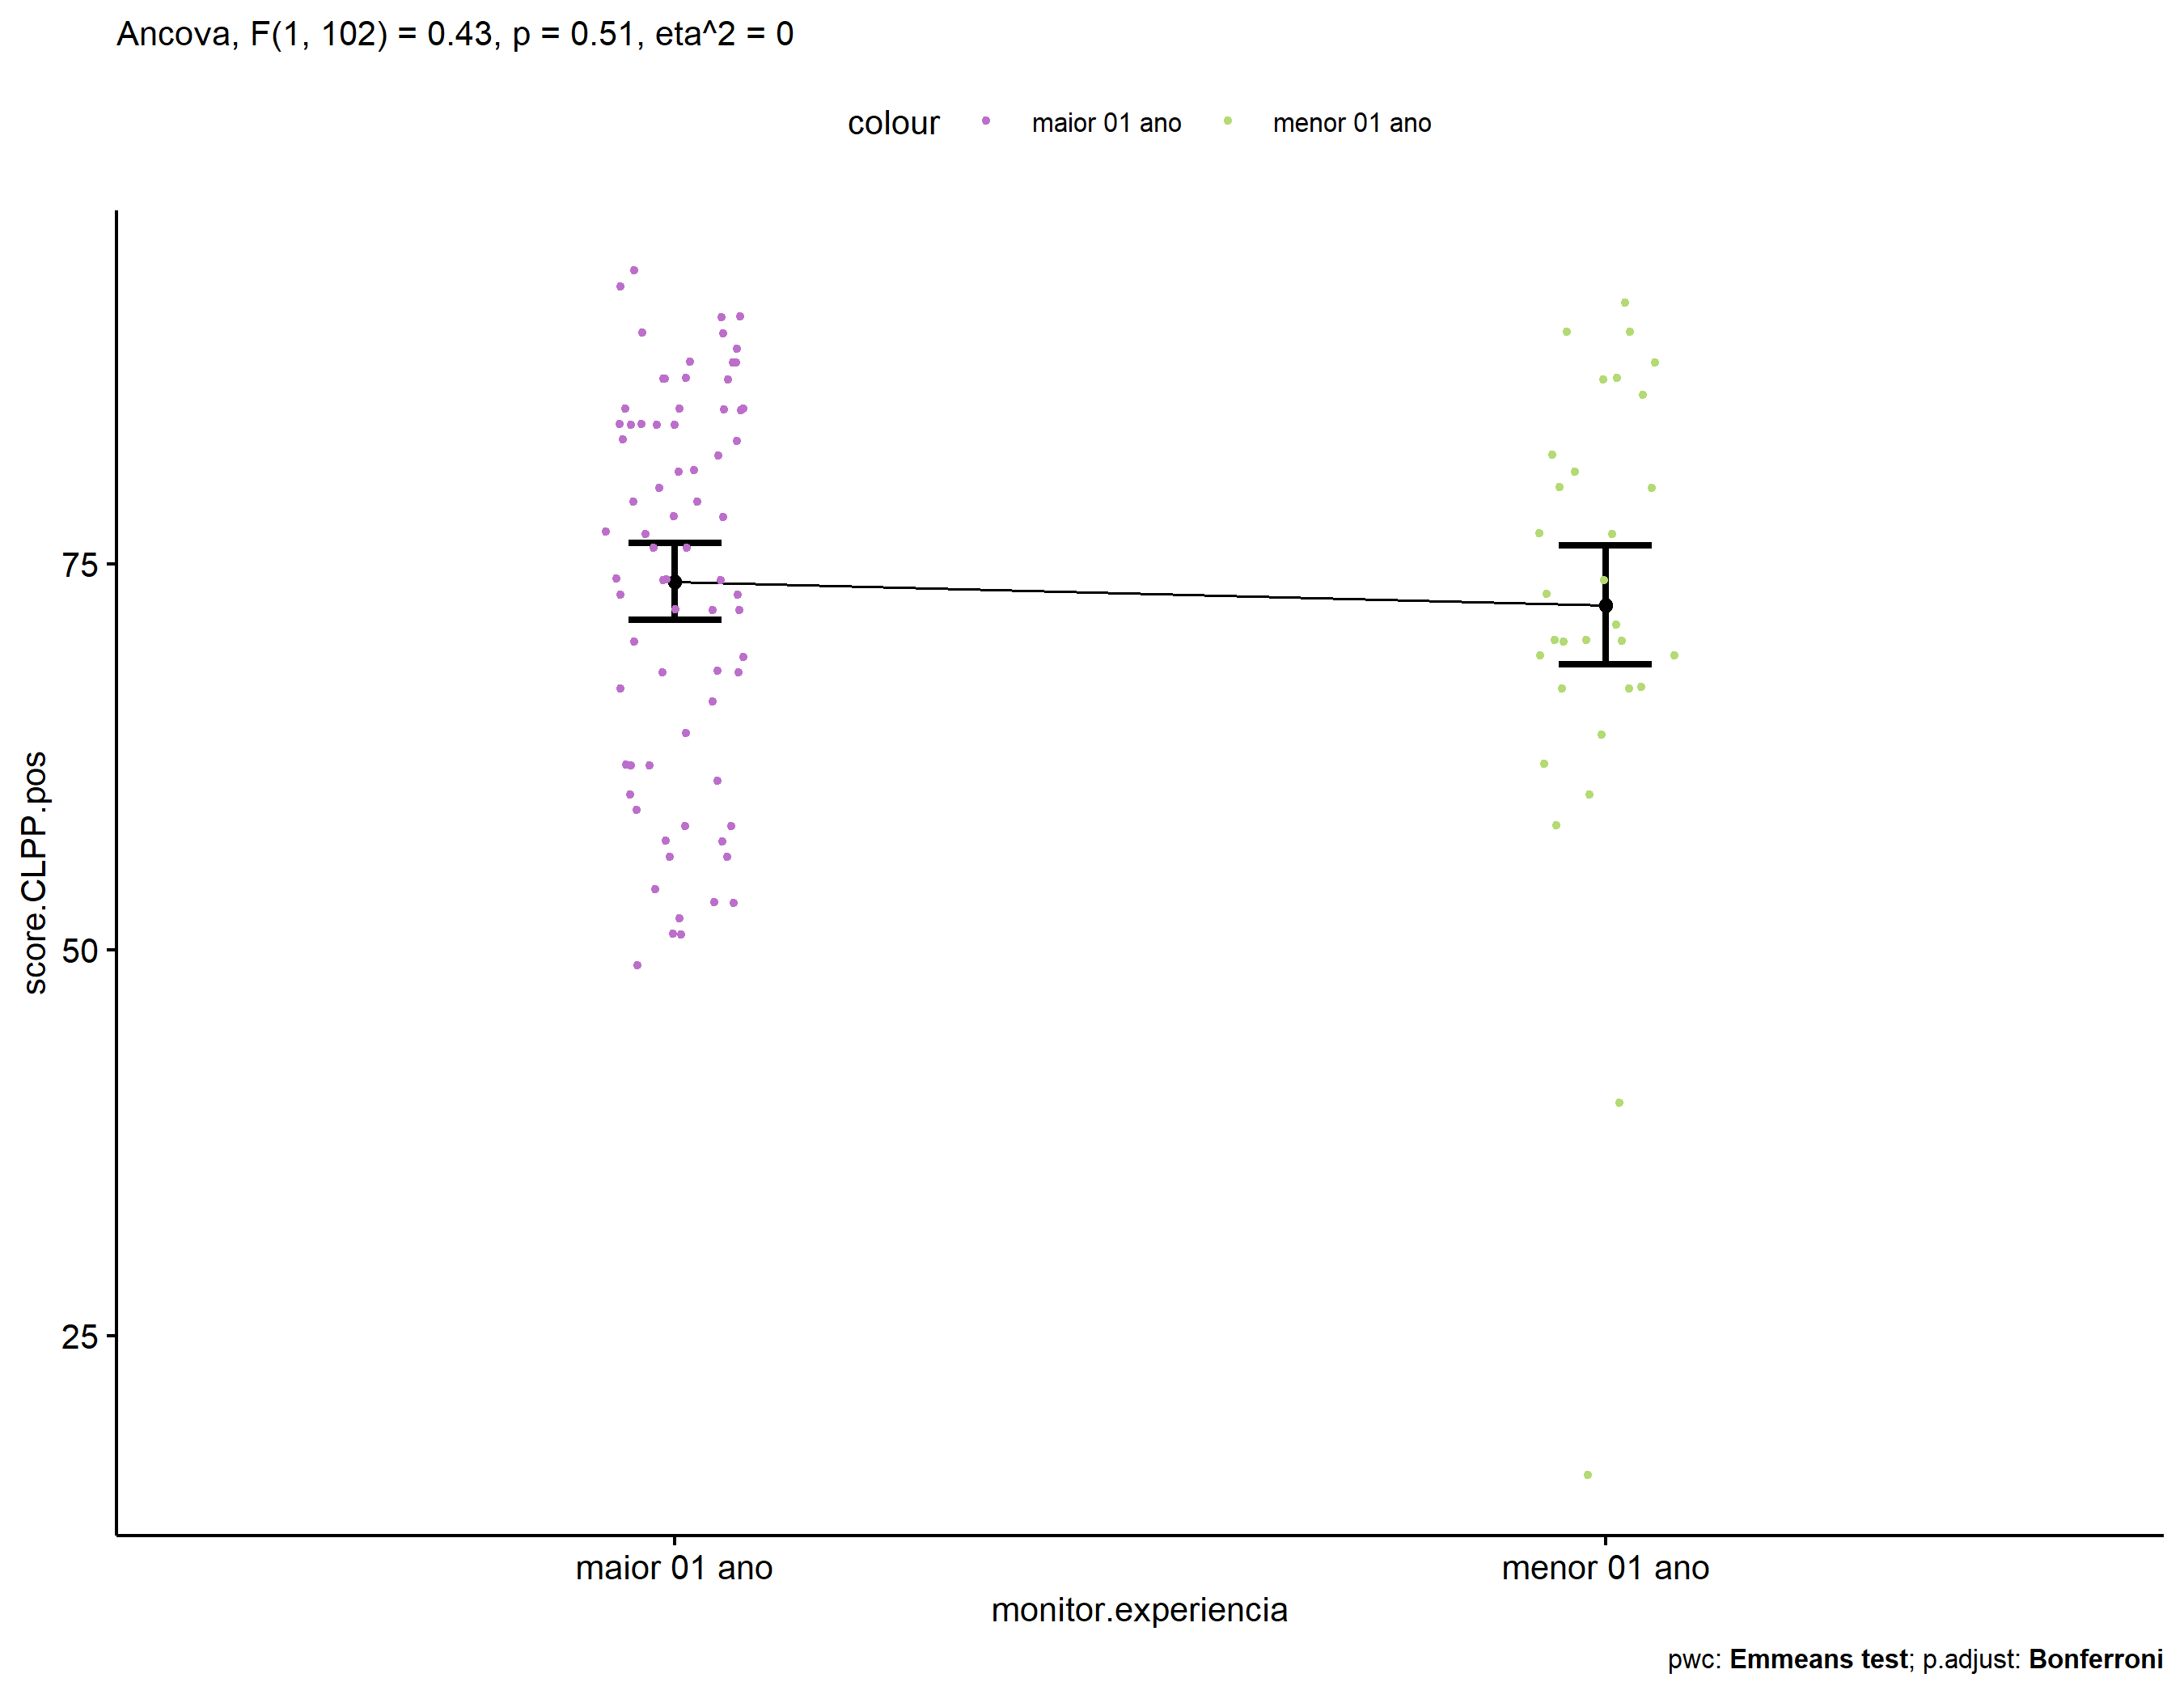 Ancova, F(1, 102) = 0.43, p = 0.51, eta^2 = 0
colour maior 01 ano menor 01 ano
score.CLPP.pos
75
50
25
maior 01 ano menor 01 ano
monitor.experiencia
pwc: Emmeans test; p.adjust: Bonferroni